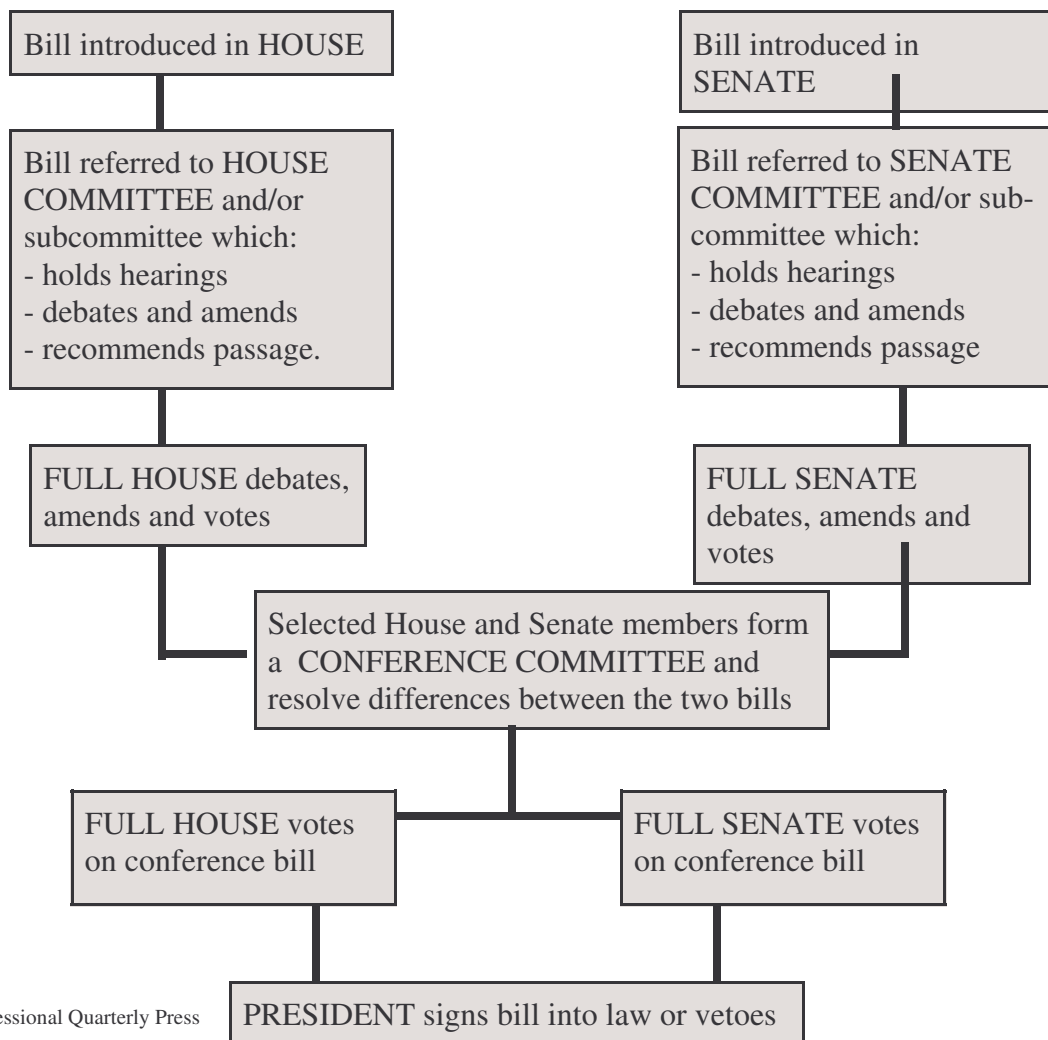 Bill introduced in HOUSE
Bill introduced in
SENATE
Bill referred to HOUSE
COMMITTEE and/or
subcommittee which:
- holds hearings
- debates and amends
- recommends passage.
Bill referred to SENATE
COMMITTEE and/or sub-
committee which:
- holds hearings
- debates and amends
- recommends passage
FULL HOUSE debates,
amends and votes
FULL SENATE
debates, amends and
votes
Selected House and Senate members form
a CONFERENCE COMMITTEE and
resolve differences between the two bills
FULL HOUSE votes
on conference bill
FULL SENATE votes
on conference bill
Quarterly Press
PRESIDENT signs bill into law or vetoes